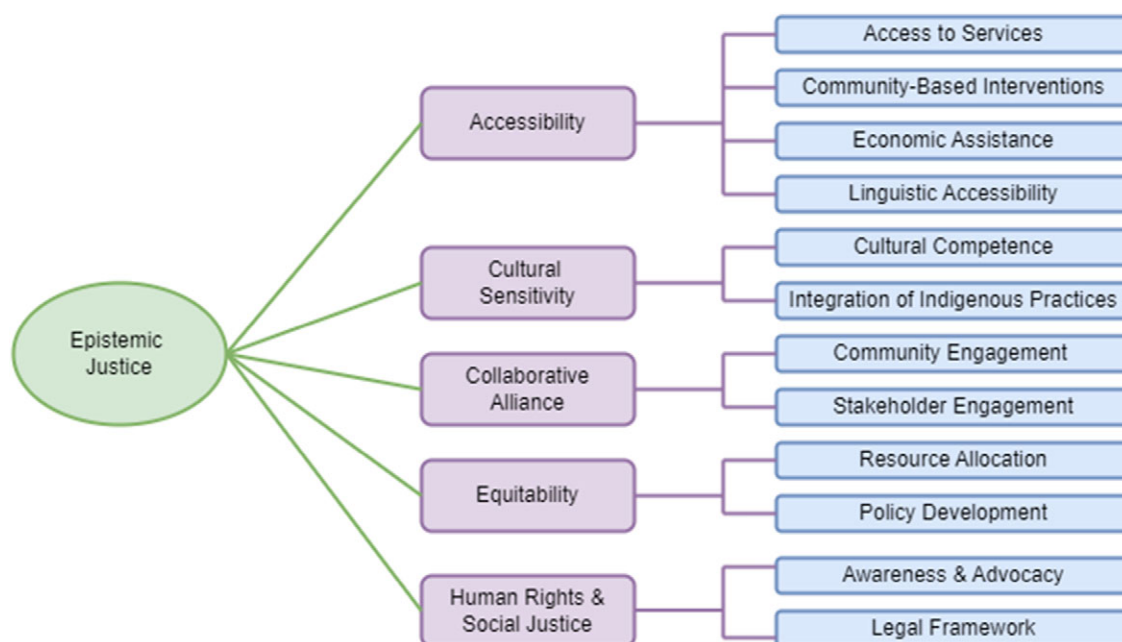 Epistemic
Justice
Accessibility
Access to Services
Community-Based Interventions
Economic Assistance
Linguistic Accessibility
Cultural
Sensitivity
Cultural Competence
Integration of Indigenous Practices
Collaborative
Alliance
Community Engagement
Stakeholder Engagement
Equitability
Resource Allocation
Policy Development
Human Rights &
Social Justice
Awareness & Advocacy
Legal Framework